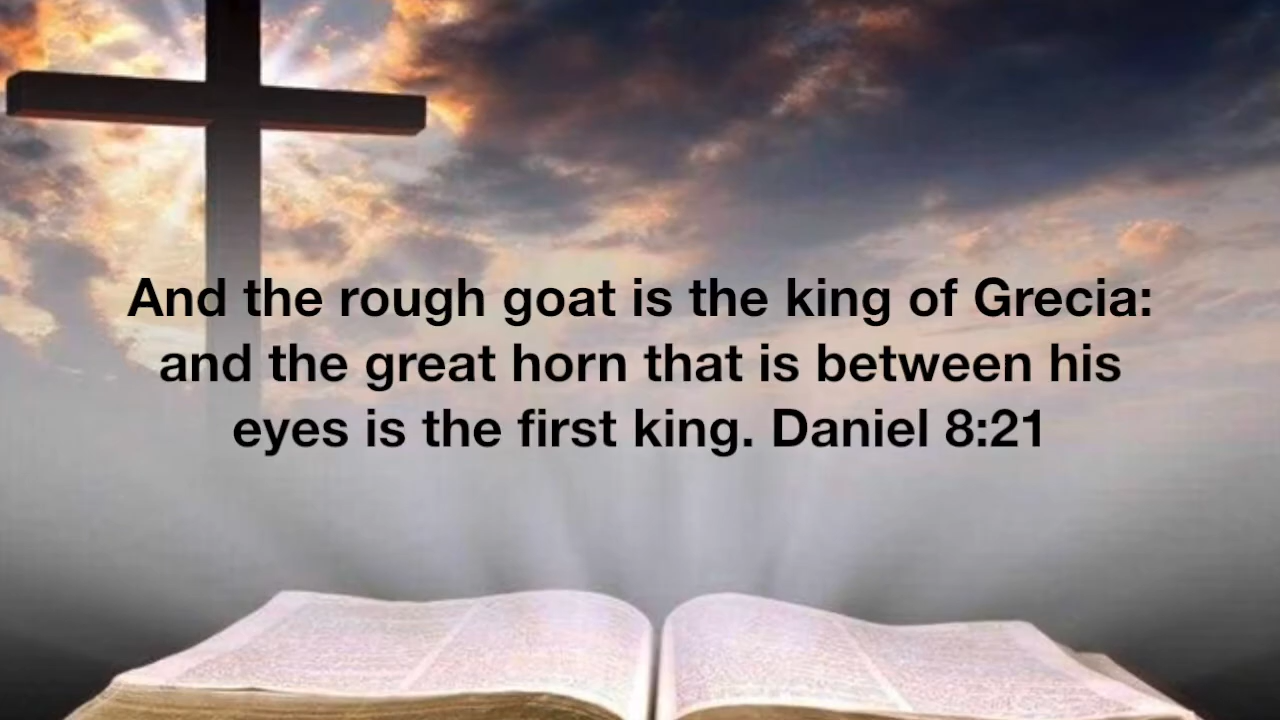 And the rough goat is the king of Grecia:
and the great horn that is between his
eyes is the first king. Daniel 8:21